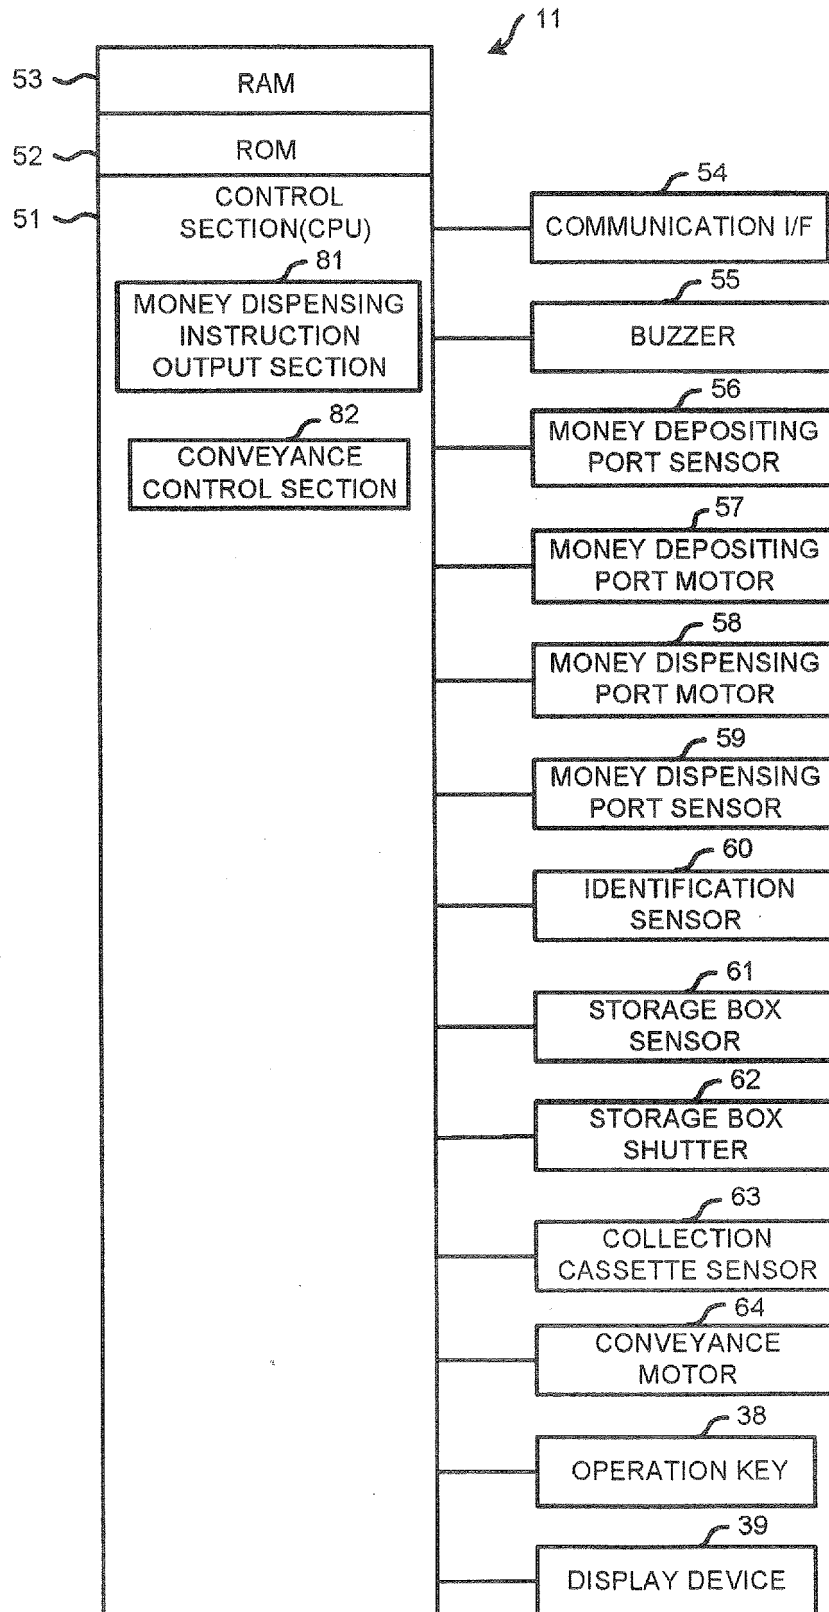 11
53
RAM
52
ROM
51
CONTROL
SECTION(CPU)
81
MONEY DISPENSING
INSTRUCTION
OUTPUT SECTION
82
CONVEYANCE
CONTROL SECTION
54
COMMUNICATION I/F
55
BUZZER
56
MONEY DEPOSITING
PORT SENSOR
57
MONEY DEPOSITING
PORT MOTOR
58
MONEY DISPENSING
PORT MOTOR
59
MONEY DISPENSING
PORT SENSOR
60
IDENTIFICATION
SENSOR
61
STORAGE BOX
SENSOR
62
STORAGE BOX
SHUTTER
63
COLLECTION
CASSETTE SENSOR
64
CONVEYANCE
MOTOR
38
OPERATION KEY
39
DISPLAY DEVICE